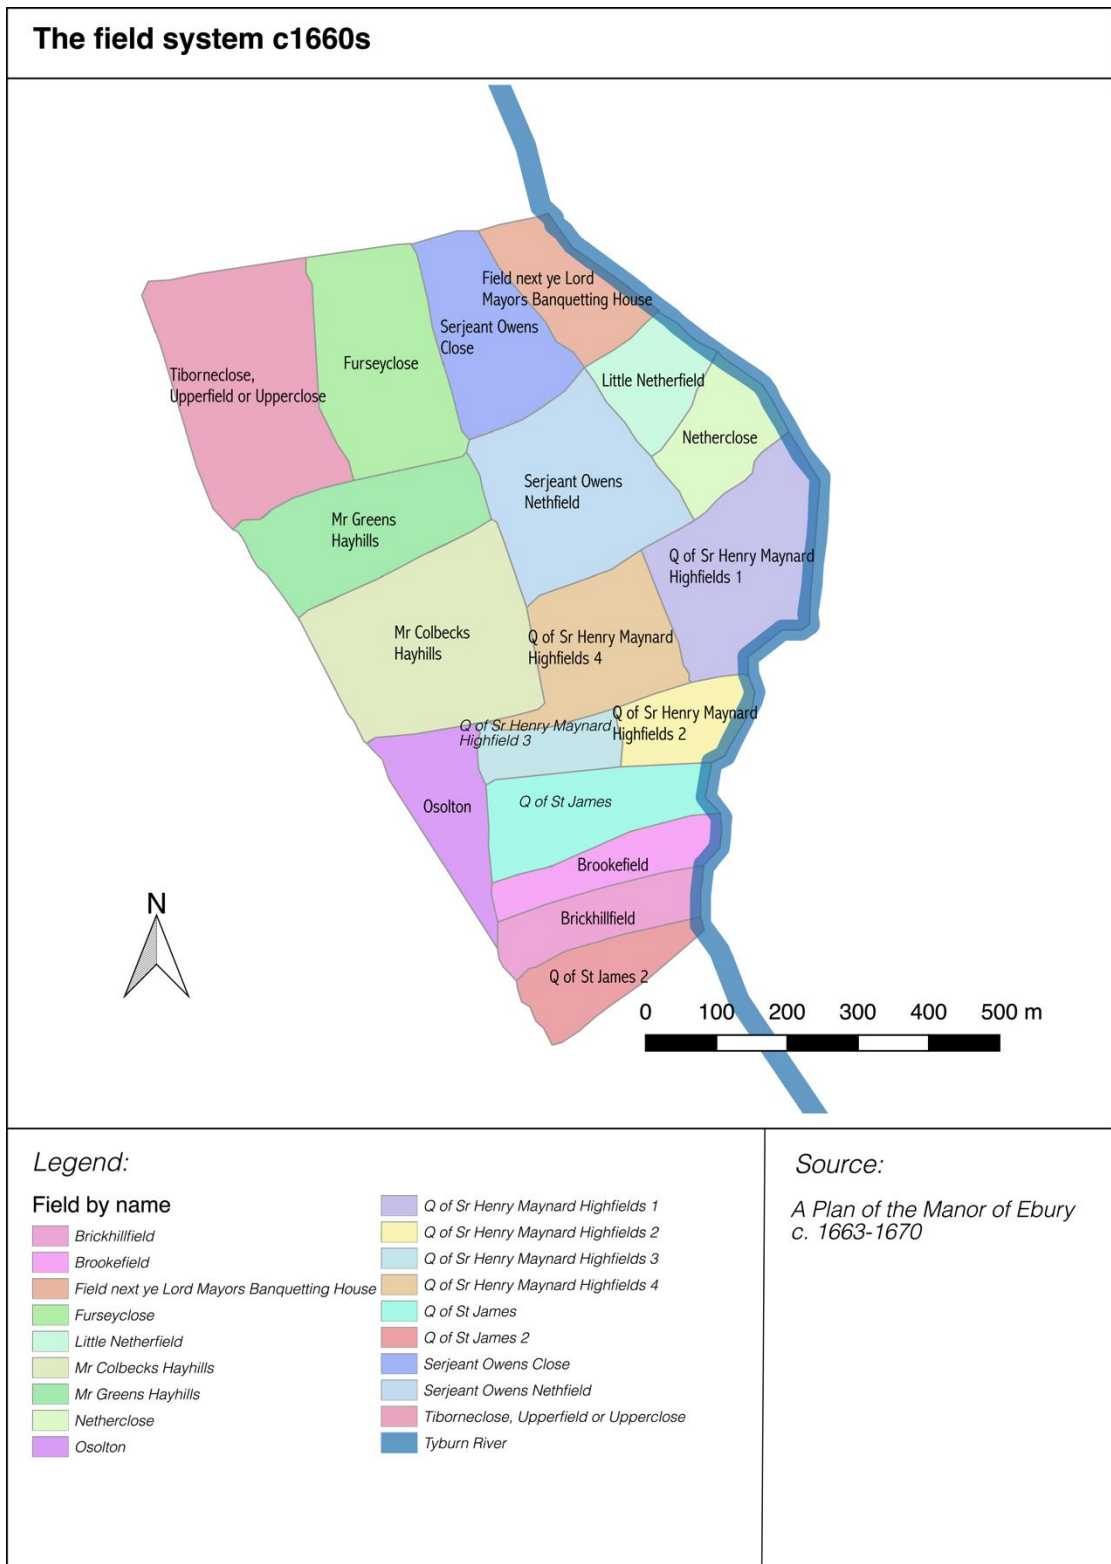 The field system c1660s
Field next ye Lord
Mayors Banquetting House
Serjeant Owens
Close
Furseyclose
Tiborneclose,
Upperfield or Upperclose
Little Netherfield
Netherclose
Serjeant Owens
Nethfield
Mr Greens
Hayhills
Q of Sr Henry Maynard
Highfields 1
Mr Colbecks
Hayhills
Q of Sr Henry Maynard
Highfields 4
Q of Sr Henry Maynard
Highfield 3
Q of Sr Henry Maynard
Highfields 2
Osolton
Q of St James
Brookefield
Brickhillfield
Q of St James 2
N
0 100 200 300 400 500 m
Legend:
Field by name
Brickhillfield
Brookefield
Field next ye Lord Mayors Banquetting House
Furseyclose
Little Netherfield
Mr Colbecks Hayhills
Mr Greens Hayhills
Netherclose
Osolton
Q of Sr Henry Maynard Highfields 1
Q of Sr Henry Maynard Highfields 2
Q of Sr Henry Maynard Highfields 3
Q of Sr Henry Maynard Highfields 4
Q of St James
Q of St James 2
Serjeant Owens Close
Serjeant Owens Nethfield
Tiborneclose, Upperfield or Upperclose
Tyburn River
Source:
A Plan of the Manor of Ebury
c. 1663-1670